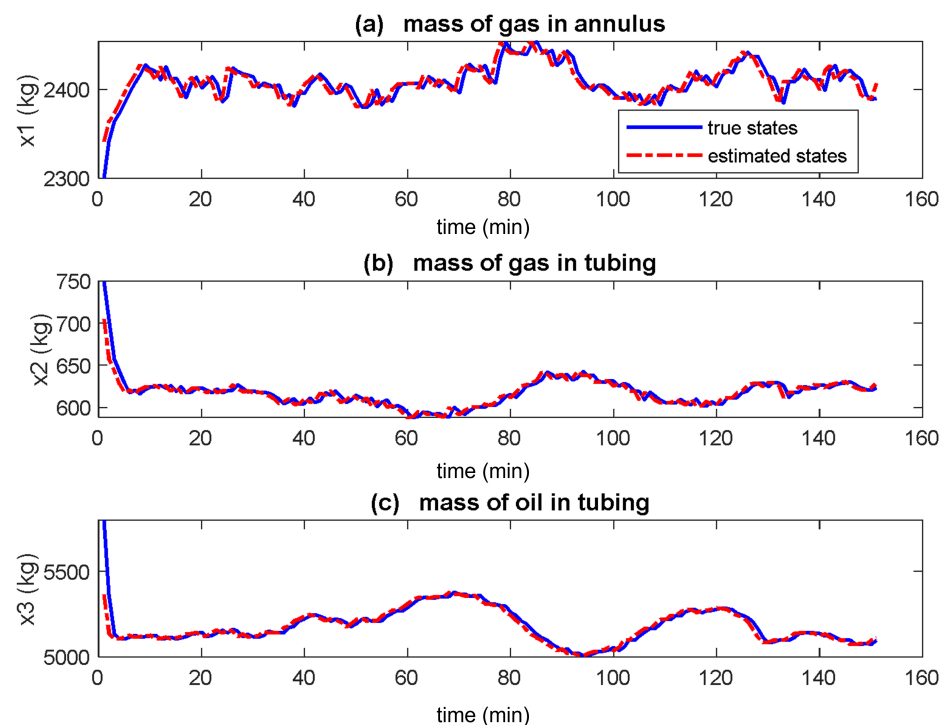 (a) mass of gas in annulus
2400
2300
x1 (kg)
true states
estimated states
0 20 40 60 80 100 120 140 160
time (min)
(b) mass of gas in tubing
750
700
650
600
x2 (kg)
0 20 40 60 80 100 120 140 160
time (min)
(c) mass of oil in tubing
5500
5000
x3 (kg)
0 20 40 60 80 100 120 140 160
time (min)